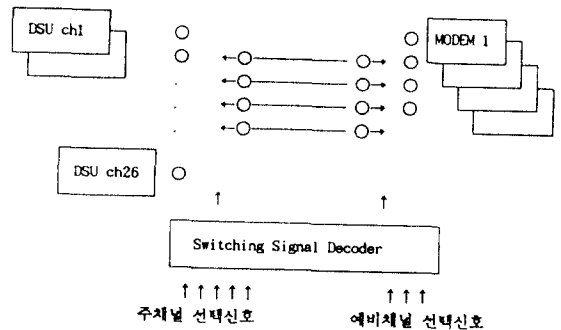 DSU ch1
MODEM 1
DSU ch26
Switching Signal Decoder
주채널 선택신호
예비채널 선택신호